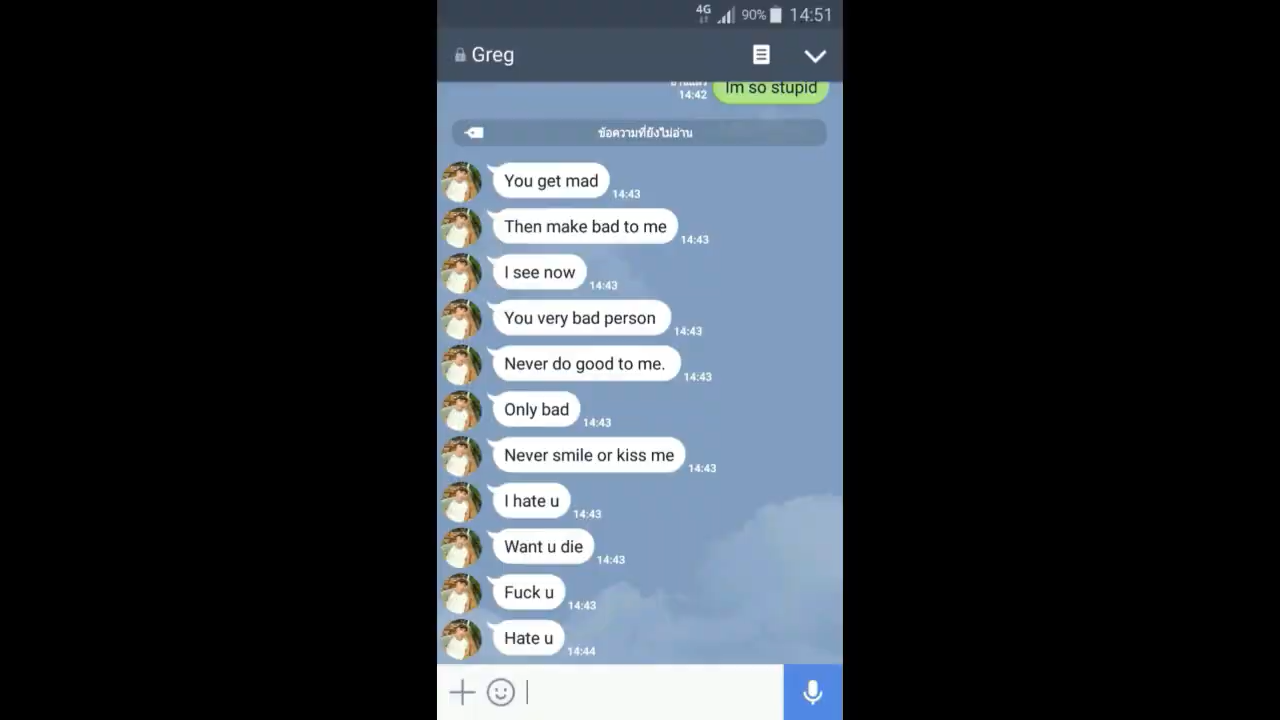 4G 90% 14:51
Greg
Im so stupid
14:42
ข้อความที่ยังไม่อ่าน
You get mad
14:43
Then make bad to me
14:43
I see now
14:43
You very bad person
14:43
Never do good to me.
14:43
Only bad
14:43
Never smile or kiss me
14:43
I hate u
14:43
Want u die
14:43
Fuck u
14:43
Hate u
14:44